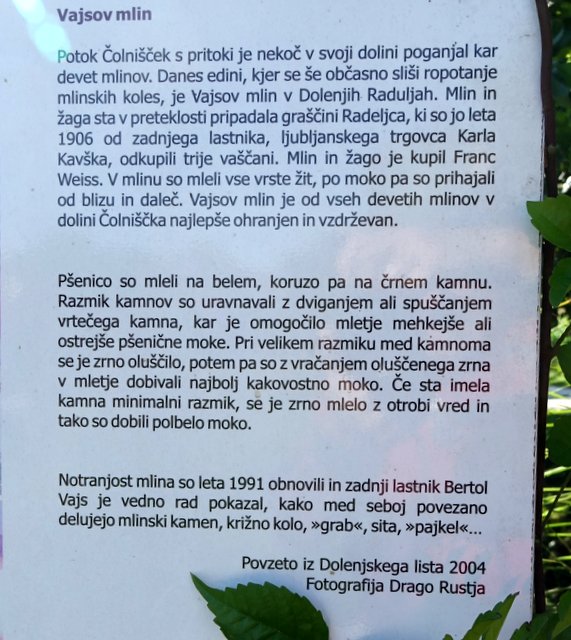 Vajsov mlin
Potok Čolnišček s pritoki je nekoč v svoji dolini poganjal kar
devet mlinov. Danes edini, kjer se še občasno sliši ropotanje
mlinskih koles, je Vajsov mlin v Dolenjih Raduljah. Mlin in
žaga sta v preteklosti pripadala graščini Radeljca, ki so jo leta
1906 od zadnjega lastnika, ljubljanskega trgovca Karla
Kavška, odkupili trije vaščani. Mlin in žago je kupil Franc
Weiss. V mlinu so mleli vse vrste žit, po moko pa so prihajali
od blizu in daleč. Vajsov mlin je od vseh devetih mlinov v
dolini Čolniščka najlepše ohranjen in vzdrževan.
Pšenico so mleli na belem, koruzo pa na črnem kamnu.
Razmik kamnov so uravnavali z dviganjem ali spuščanjem
vrtečega kamna, kar je omogočilo mletje mehkejše ali
ostrejše pšenične moke. Pri velikem razmiku med kamnoma
se je zrno oluščilo, potem pa so z vračanjem oluščenega zrna
v mletje dobivali najbolj kakovostno moko. Če sta imela
kamna minimalni razmik, se je zrno mlelo z otrobi vred in
tako so dobili polbelo moko.
Notranjost mlina so leta 1991 obnovili in zadnji lastnik Bertol
Vajs je vedno rad pokazal, kako med seboj povezano
delujejo mlinski kamen, križno kolo, »grab«, sita, »pajkel«...
Povzeto iz Dolenjskega lista 2004
Fotografija Drago Rustja